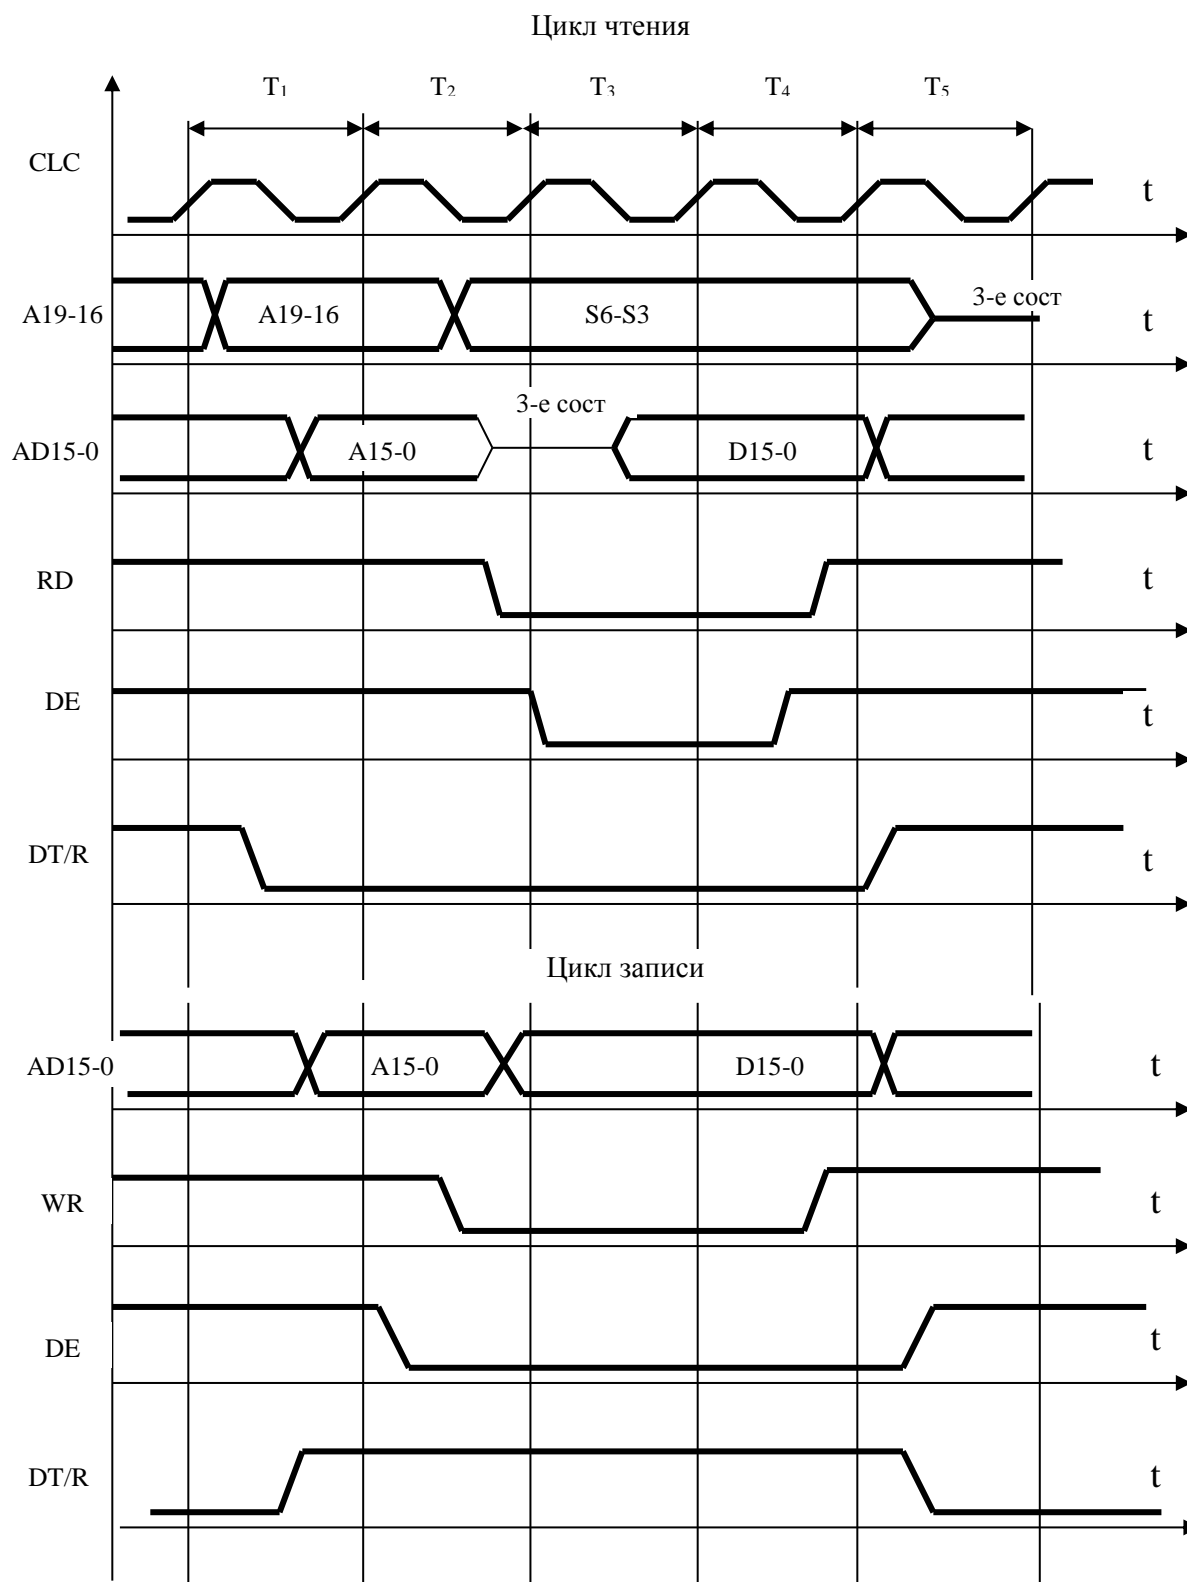 Цикл чтения
T1 T2 T3 T4 T5
CLC t
A19-16 A19-16 S6-S3 3-е сост t
3-е сост
AD15-0 A15-0 D15-0 t
RD t
DE t
DT/R t
Цикл записи
AD15-0 A15-0 D15-0 t
WR t
DE t
DT/R t